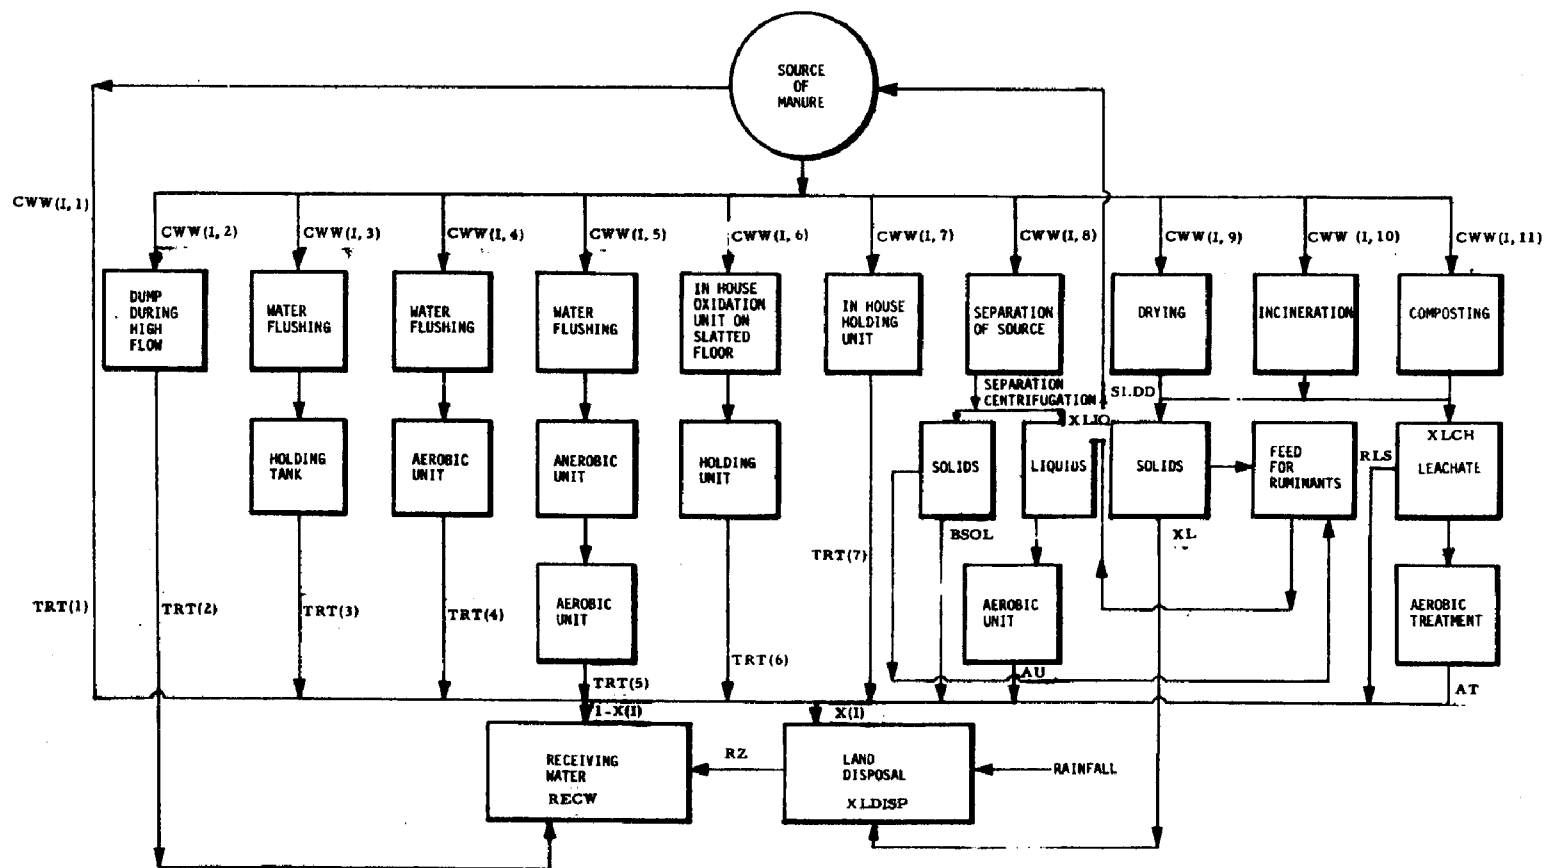 SOURCE
OF
MANURE
CWW(I, 1)
CWW(I, 2)
CWW(I, 3)
CWW(I, 4)
CWW(I, 5)
CWW(I, 6)
CWW(I, 7)
CWW(I, 8)
CWW(I, 9)
CWW (I, 10)
CWW(I, 11)
DUMP
DURING
HIGH
FLOW
WATER
FLUSHING
WATER
FLUSHING
WATER
FLUSHING
IN HOUSE
OXIDATION
UNIT ON
SLATTED
FLOOR
IN HOUSE
HOLDING
UNIT
SEPARATION
OF SOURCE
DRYING
INCINERATION
COMPOSTING
SEPARATION
CENTRIFUGATION
SLDD
XLIQ
HOLDING
TANK
AEROBIC
UNIT
ANEROBIC
UNIT
HOLDING
UNIT
SOLIDS
LIQUIDS
SOLIDS
FEED
FOR
RUMINANTS
RLS
XLCH
LEACHATE
BSOL
XL
TRT(7)
AEROBIC
UNIT
AEROBIC
UNIT
AEROBIC
TREATMENT
TRT(1)
TRT(2)
TRT(3)
TRT(4)
TRT(6)
TRT(5)
AU
AT
1-X(I)
X(I)
RECEIVING
WATER
RECW
RZ
LAND
DISPOSAL
XLDISP
RAINFALL